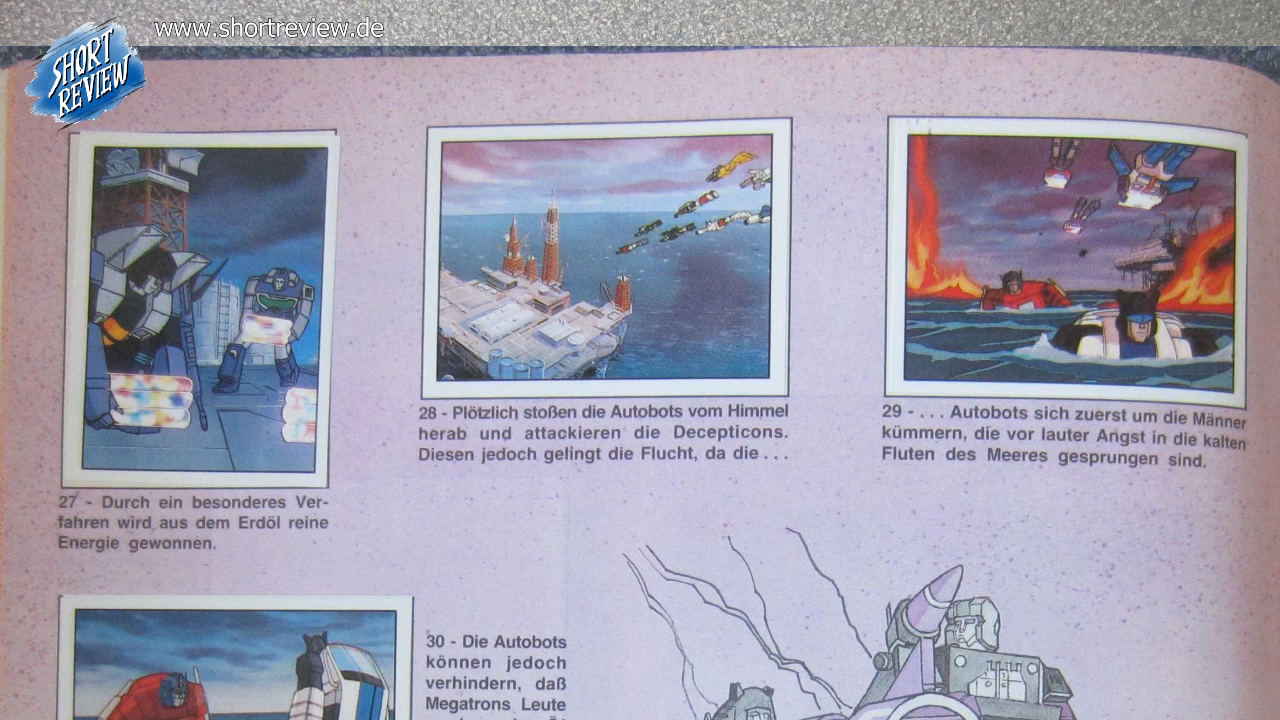 www.shortreview.de
SHORT
REVIEW
27 - Durch ein besonderes Ver-
fahren wird aus dem Erdöl reine
Energie gewonnen.
28 - Plötzlich stoßen die Autobots vom Himmel
herab und attackieren die Decepticons.
Diesen jedoch gelingt die Flucht, da die . . .
29 - . . . Autobots sich zuerst um die Männer
kümmern, die vor lauter Angst in die kalten
Fluten des Meeres gesprungen sind.
30 - Die Autobots
können jedoch
verhindern, daß
Megatrons Leute